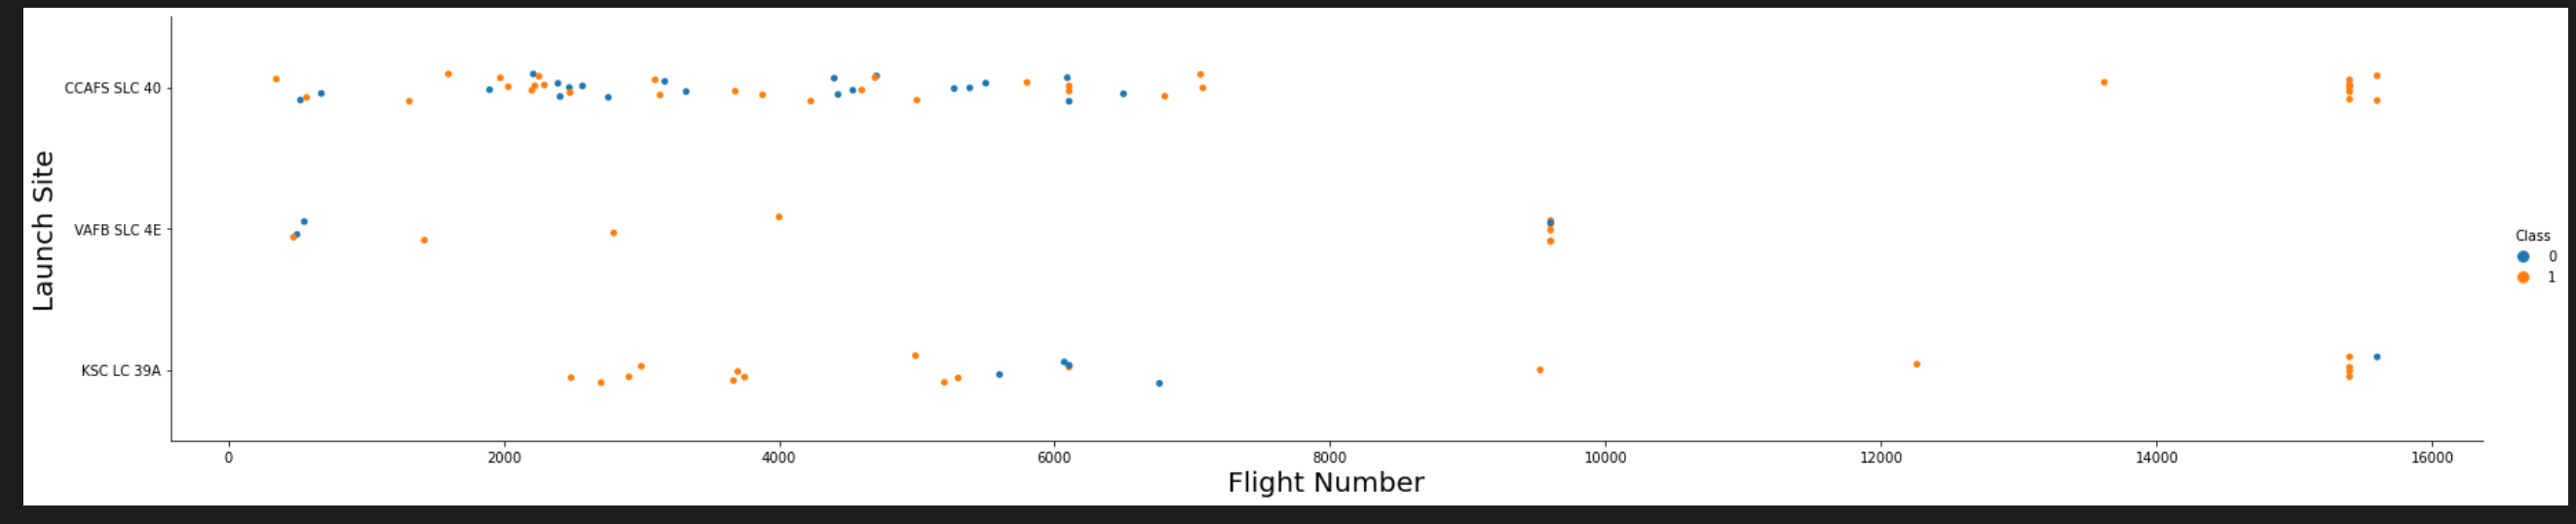 CCAFS SLC 40
VAFB SLC 4E
KSC LC 39A
Launch Site
0 2000 4000 6000 8000 10000 12000 14000 16000
Flight Number
Class
0
1